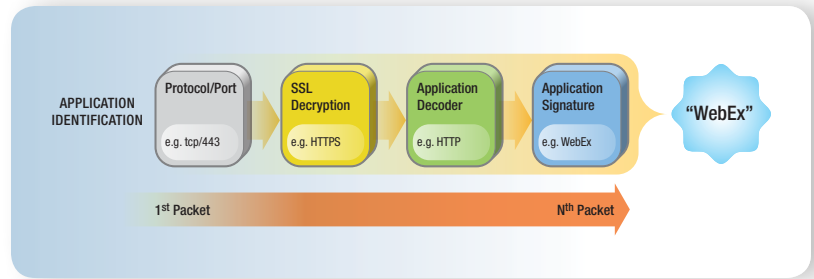 APPLICATION
IDENTIFICATION
Protocol/Port
e.g. tcp/443
SSL
Decryption
e.g. HTTPS
Application
Decoder
e.g. HTTP
Application
Signature
e.g. WebEx
“WebEx”
1st Packet
Nth Packet